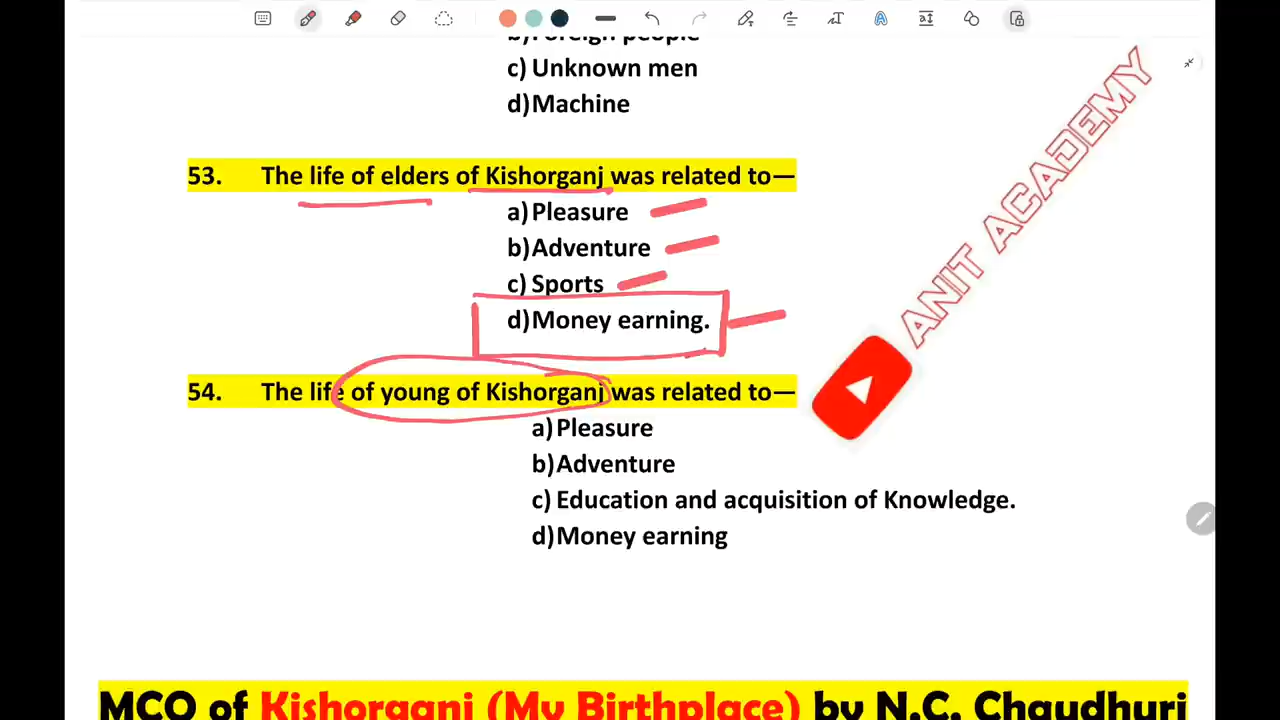 b) Foreign people
c) Unknown men
d) Machine
53. The life of elders of Kishorganj was related to—
a) Pleasure
b) Adventure
c) Sports
d) Money earning.
54. The life of young of Kishorganj was related to—
a) Pleasure
b) Adventure
c) Education and acquisition of Knowledge.
d) Money earning
ANIT ACADEMY
MCQ of Kishorganj (My Birthplace) by N.C. Chaudhuri